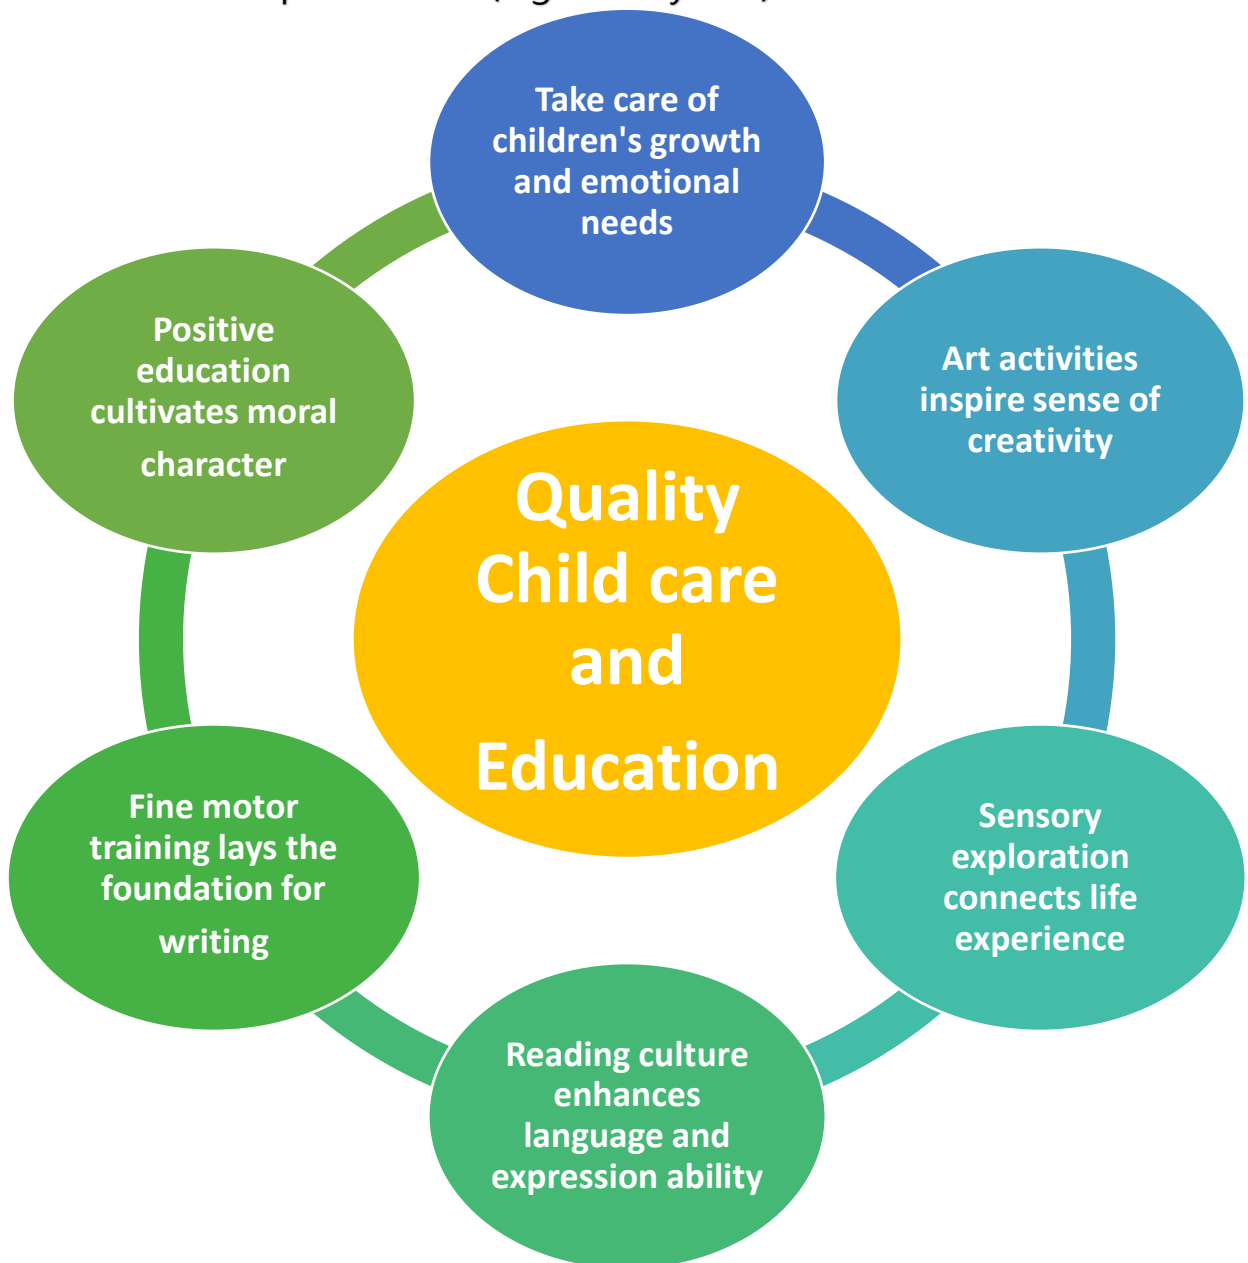 Take care of
children's growth
and emotional
needs
Art activities
inspire sense of
creativity
Sensory
exploration
connects life
experience
Reading culture
enhances
language and
expression ability
Fine motor
training lays the
foundation for
writing
Positive
education
cultivates moral
character
Quality
Child care
and
Education